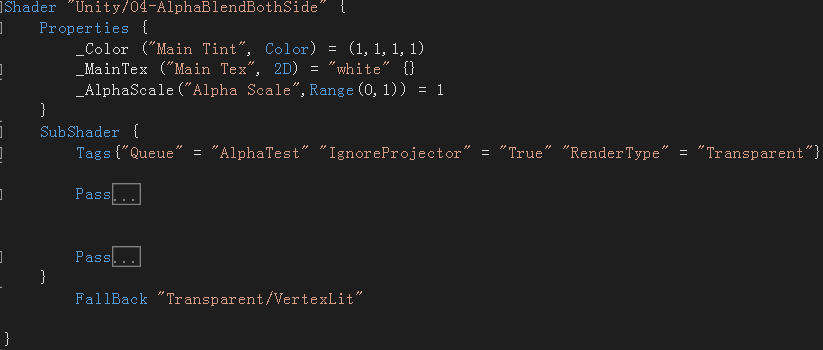 Shader "Unity/04-AlphaBlendBothSide" {
Properties {
_Color ("Main Tint", Color) = (1,1,1,1)
_MainTex ("Main Tex", 2D) = "white" {}
_AlphaScale("Alpha Scale",Range(0,1)) = 1
}
SubShader {
Tags{"Queue" = "AlphaTest" "IgnoreProjector" = "True" "RenderType" = "Transparent"}
Pass...
Pass...
}
FallBack "Transparent/VertexLit"
}